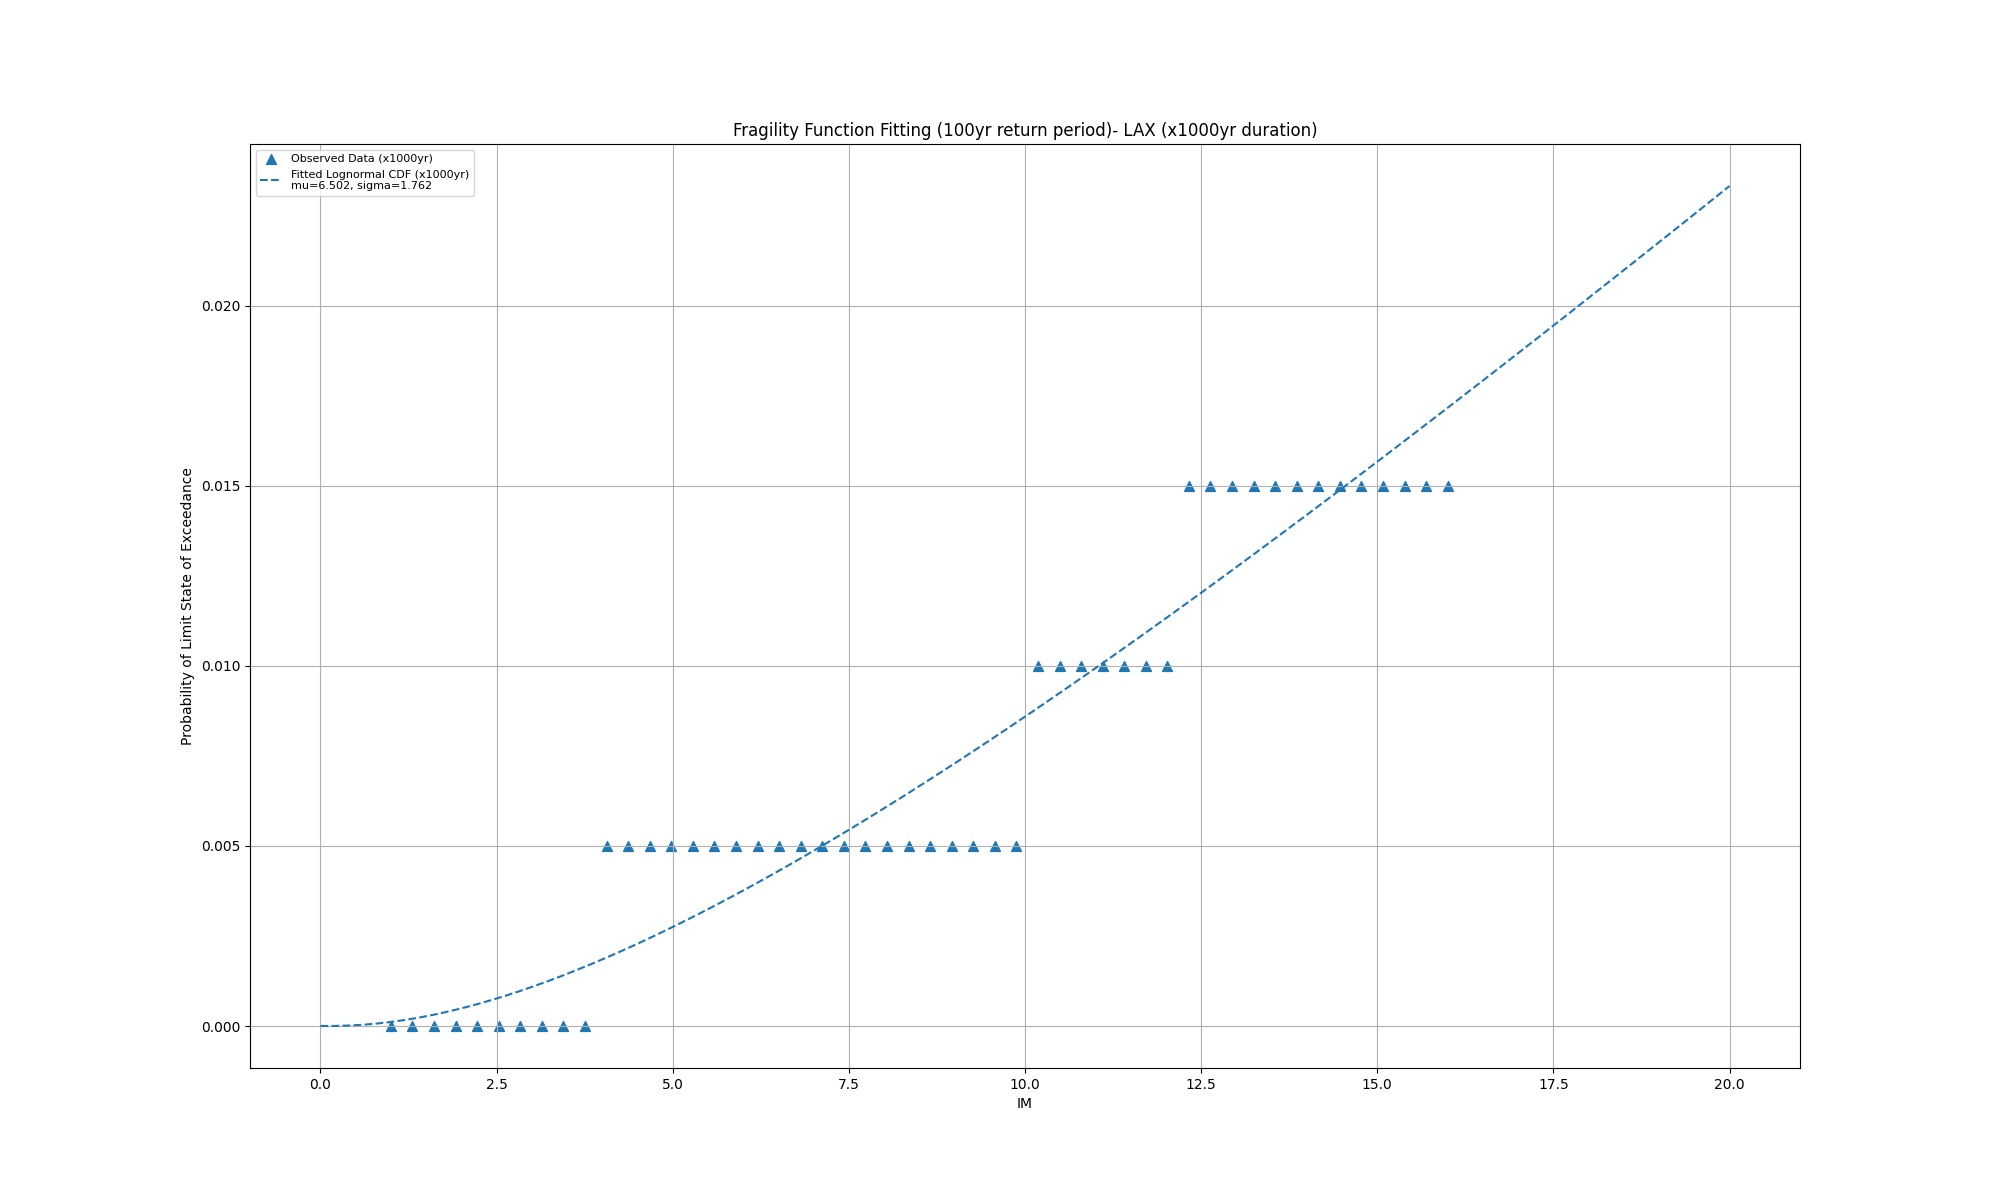 Fragility Function Fitting (100yr return period)- LAX (x1000yr duration)
Observed Data (x1000yr)
Fitted Lognormal CDF (x1000yr)
mu=6.502, sigma=1.762
Probability of Limit State of Exceedance
0.020
0.015
0.010
0.005
0.000
0.0 2.5 5.0 7.5 10.0 12.5 15.0 17.5 20.0
IM